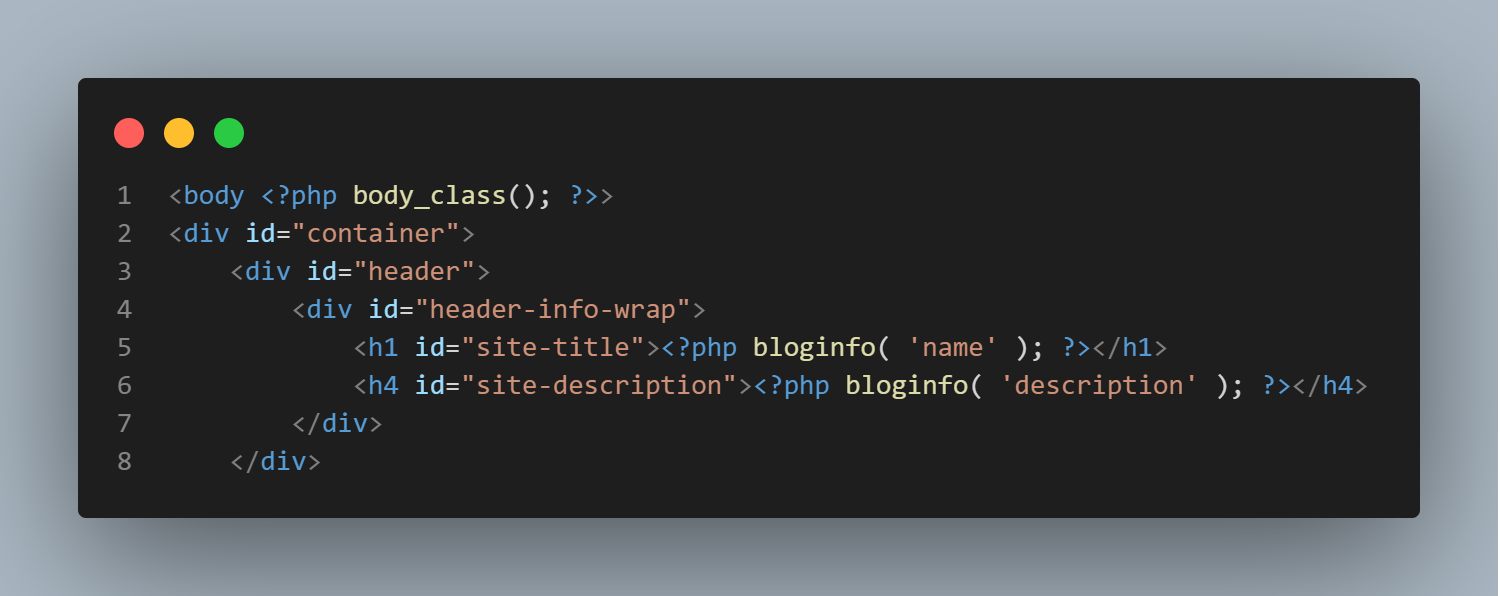 1 <body <?php body_class(); ?>>
2 <div id="container">
3     <div id="header">
4         <div id="header-info-wrap">
5             <h1 id="site-title"><?php bloginfo( 'name' ); ?></h1>
6             <h4 id="site-description"><?php bloginfo( 'description' ); ?></h4>
7         </div>
8     </div>